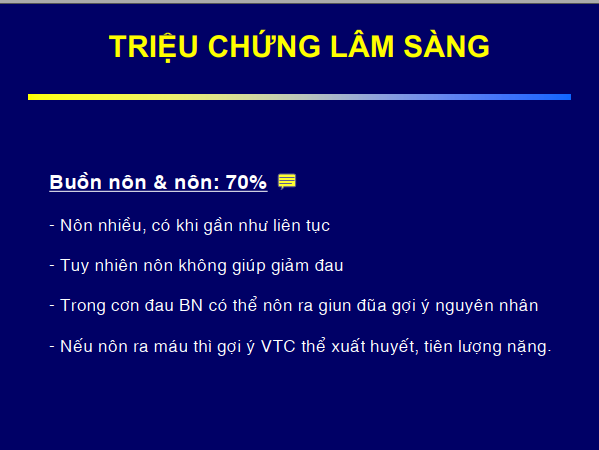 TRIỆU CHỨNG LÂM SÀNG
Buồn nôn & nôn: 70%
- Nôn nhiều, có khi gần như liên tục
- Tuy nhiên nôn không giúp giảm đau
- Trong cơn đau BN có thể nôn ra giun đũa gợi ý nguyên nhân
- Nếu nôn ra máu thì gợi ý VTC thể xuất huyết, tiên lượng nặng.